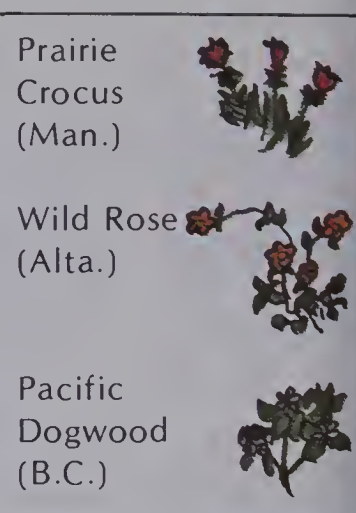 Prairie
Crocus
(Man.)
Wild Rose
(Alta.)
Pacific
Dogwood
(B.C.)